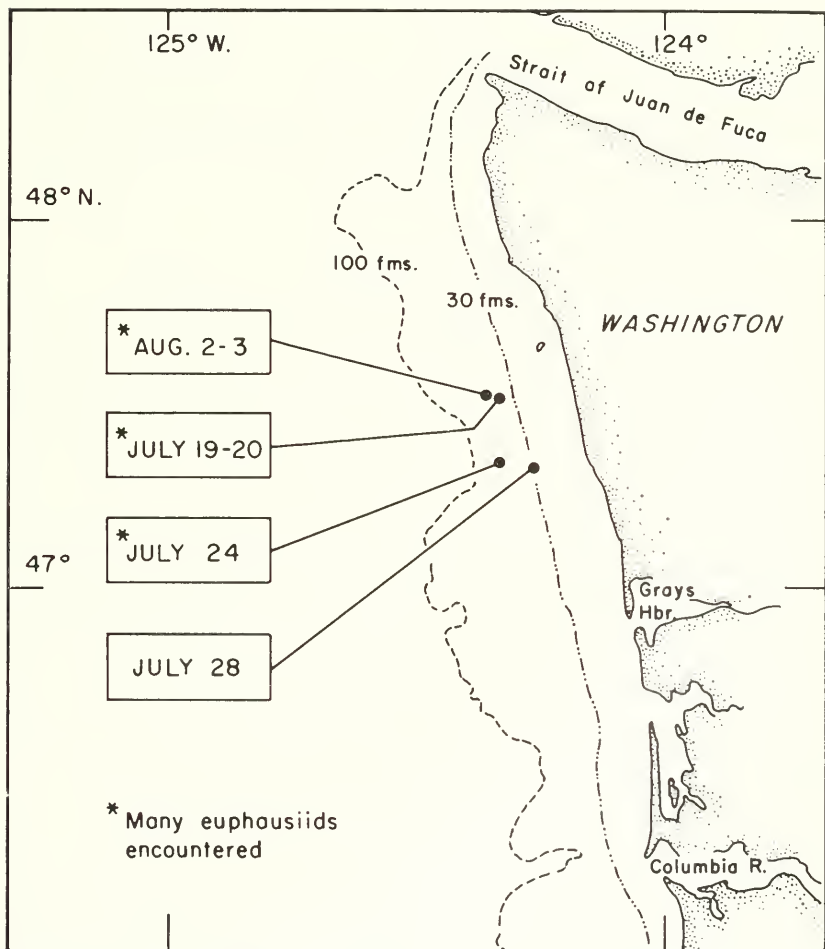 125° W.
124°
Strait of Juan de Fuca
48° N.
100 fms.
30 fms.
WASHINGTON
*AUG. 2-3
*JULY 19-20
*JULY 24
47°
Grays
Hbr.
JULY 28
*Many euphausiids
encountered
Columbia R.